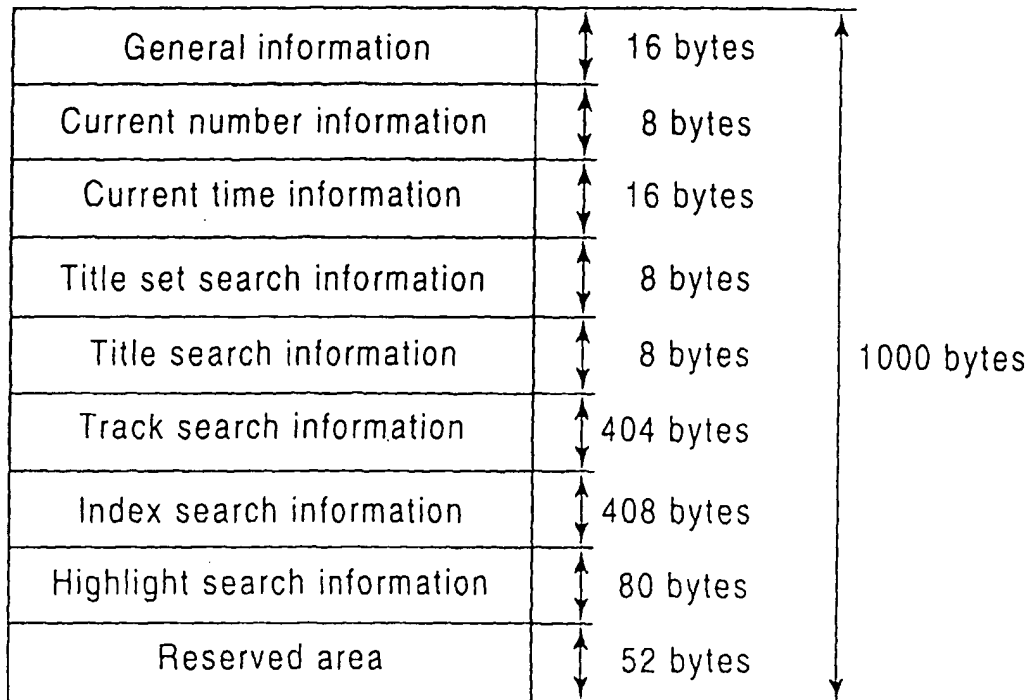 General information 16 bytes
Current number information 8 bytes
Current time information 16 bytes
Title set search information 8 bytes
Title search information 8 bytes
1000 bytes
Track search information 404 bytes
Index search information 408 bytes
Highlight search information 80 bytes
Reserved area 52 bytes